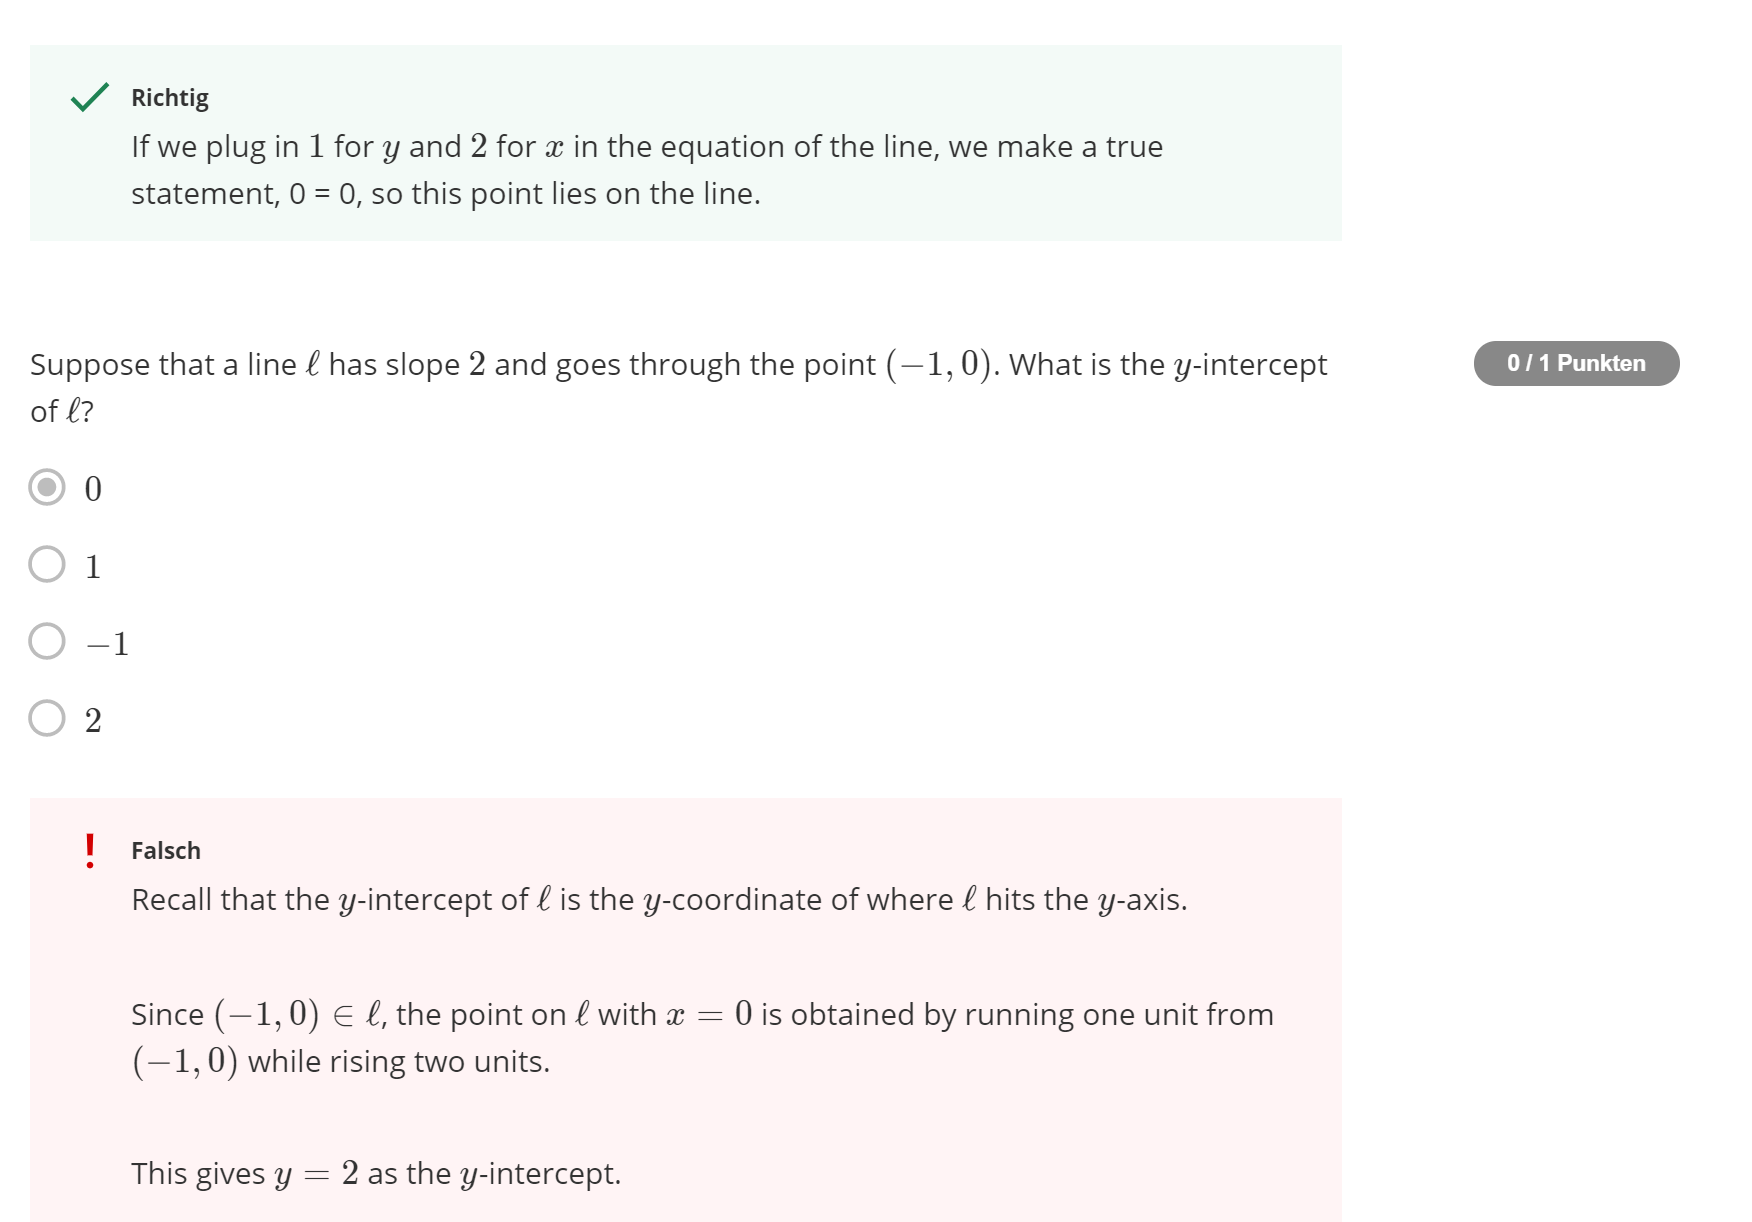 Richtig
If we plug in 1 for y and 2 for x in the equation of the line, we make a true
statement, 0 = 0, so this point lies on the line.
Suppose that a line ℓ has slope 2 and goes through the point (−1, 0). What is the y-intercept
of ℓ?
0 / 1 Punkten
0
1
−1
2
Falsch
Recall that the y-intercept of ℓ is the y-coordinate of where ℓ hits the y-axis.
Since (−1, 0) ∈ ℓ, the point on ℓ with x = 0 is obtained by running one unit from
(−1, 0) while rising two units.
This gives y = 2 as the y-intercept.